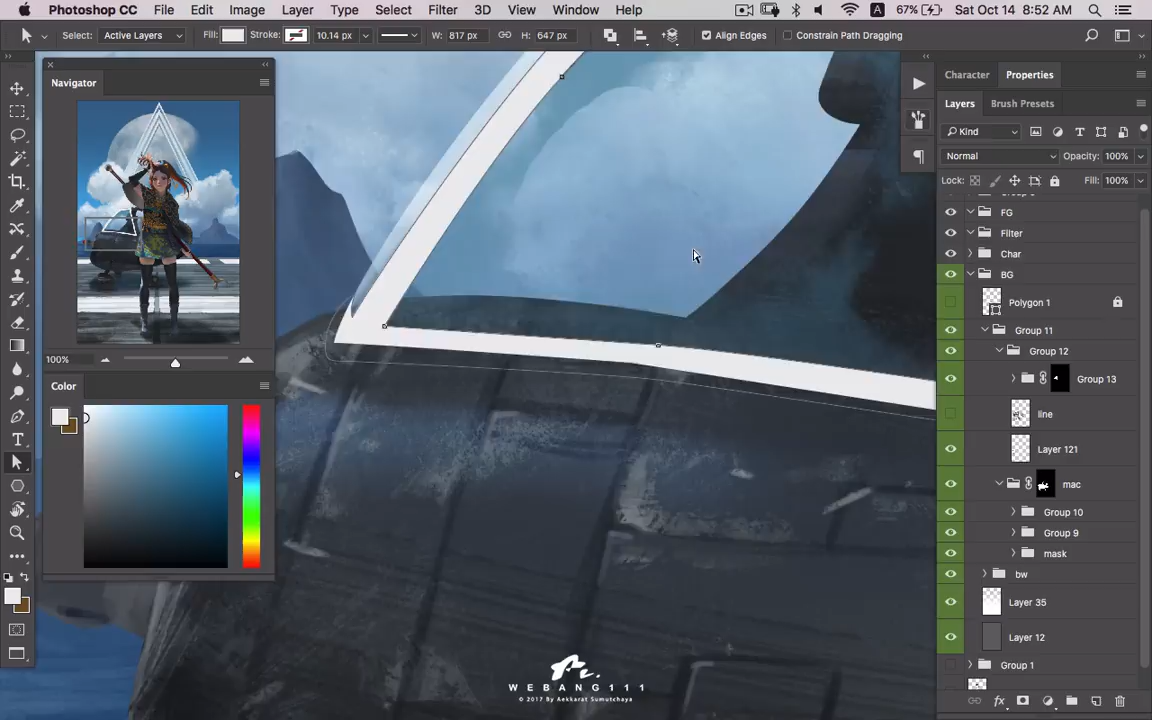 Photoshop CC File Edit Image Layer Type Select Filter 3D View Window Help 67% Sat Oct 14 8:52 AM
Select: Active Layers Fill: Stroke: 10.14 px W: 817 px H: 647 px Align Edges Constrain Path Dragging
Navigator
100%
Color
Character Properties
Layers Brush Presets
Kind
Normal Opacity: 100%
Lock: Fill: 100%
FG
Filter
Char
BG
Polygon 1
Group 11
Group 12
Group 13
line
Layer 121
mac
Group 10
Group 9
mask
bw
Layer 35
Layer 12
Group 1
WEBANG111
© 2017 By Aekkarat Sumutchaya